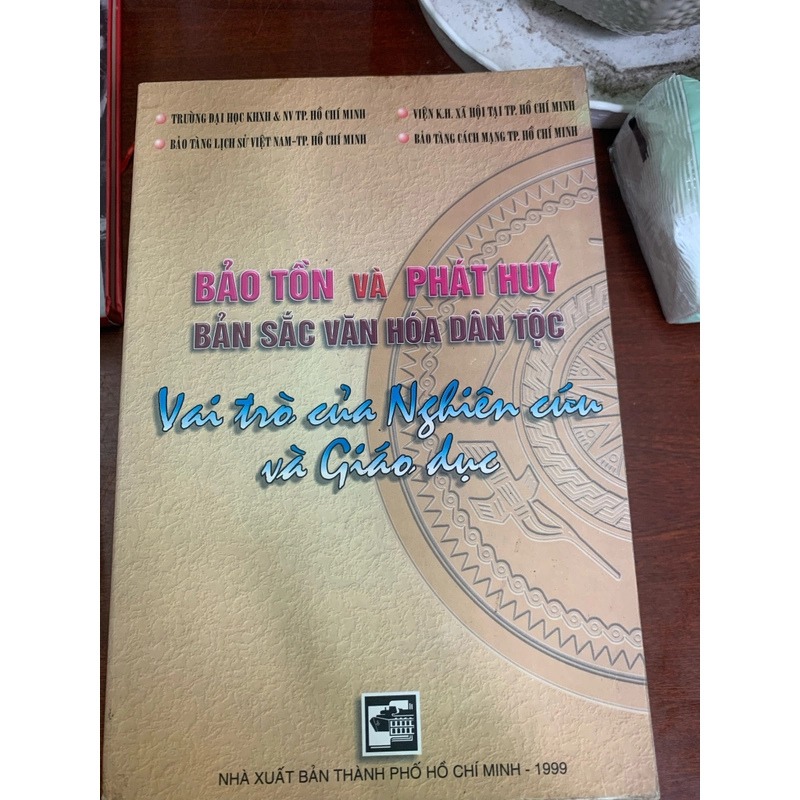 TRƯỜNG ĐẠI HỌC KHXH & NV TP. HỒ CHÍ MINH
VIỆN K.H. XÃ HỘI TẠI TP. HỒ CHÍ MINH
BẢO TÀNG LỊCH SỬ VIỆT NAM-TP. HỒ CHÍ MINH
BẢO TÀNG CÁCH MẠNG TP. HỒ CHÍ MINH
BẢO TỒN VÀ PHÁT HUY
BẢN SẮC VĂN HÓA DÂN TỘC
Vai trò của Nghiên cứu
và Giáo dục
NHÀ XUẤT BẢN THÀNH PHỐ HỒ CHÍ MINH - 1999